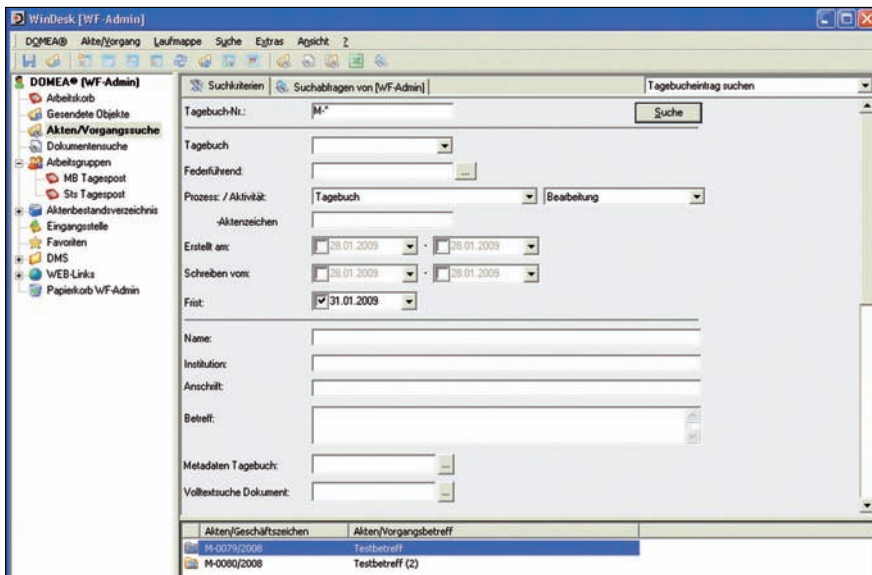 WinDesk [WF-Admin]
DOMEA® Akte/Vorgang Laufmappe Suche Extras Ansicht ?
DOMEA® [WF-Admin]
Arbeitskorb
Gesendete Objekte
Akten/Vorgangssuche
Dokumentensuche
Arbeitsgruppen
MB Tagespost
Sts Tagespost
Aktenbestandsverzeichnis
Eingangsstelle
Favoriten
DMS
WEB-Links
Papierkorb WF-Admin
Suchkriterien Suchabfragen von [WF-Admin] Tagebucheintrag suchen
Tagebuch-Nr.: M-* Suche
Tagebuch
Federführend: ...
Prozess: / Aktivität: Tagebuch Bearbeitung
-Aktenzeichen
Erstellt am: 28.01.2009 - 28.01.2009
Schreiben vom: 28.01.2009 - 28.01.2009
Frist: 31.01.2009
Name:
Institution:
Anschrift:
Betreff:
Metadaten Tagebuch: ...
Volltextsuche Dokument: ...
Akten/Geschäftszeichen Akten/Vorgangsbetreff
M-0079/2008 Testbetreff
M-0080/2008 Testbetreff (2)